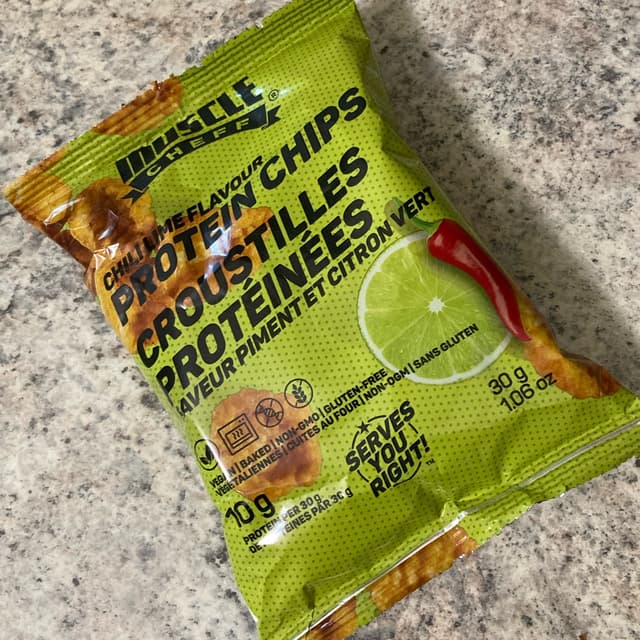 MUSCLE®
CHEFF
CHILI LIME FLAVOUR
PROTEIN CHIPS
CROUSTILLES
PROTÉINÉES
SAVEUR PIMENT ET CITRON VERT
VEGAN | BAKED | NON-GMO | GLUTEN-FREE
VÉGÉTALIENNES | CUITES AU FOUR | NON-OGM | SANS GLUTEN
10 g
PROTEIN PER 30 g
DE PROTÉINES PAR 30 g
SERVES
YOU
RIGHT!™
30 g
1.06 oz